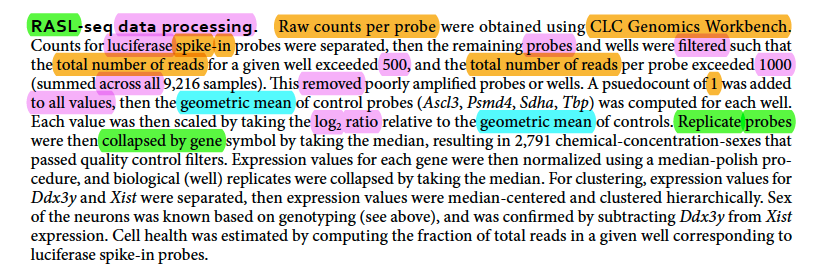 RASL-seq data processing. Raw counts per probe were obtained using CLC Genomics Workbench.
Counts for luciferase spike-in probes were separated, then the remaining probes and wells were filtered such that
the total number of reads for a given well exceeded 500, and the total number of reads per probe exceeded 1000
(summed across all 9,216 samples). This removed poorly amplified probes or wells. A psuedocount of 1 was added
to all values, then the geometric mean of control probes (Ascl3, Psmd4, Sdha, Tbp) was computed for each well.
Each value was then scaled by taking the log₂ ratio relative to the geometric mean of controls. Replicate probes
were then collapsed by gene symbol by taking the median, resulting in 2,791 chemical-concentration-sexes that
passed quality control filters. Expression values for each gene were then normalized using a median-polish pro-
cedure, and biological (well) replicates were collapsed by taking the median. For clustering, expression values for
Ddx3y and Xist were separated, then expression values were median-centered and clustered hierarchically. Sex
of the neurons was known based on genotyping (see above), and was confirmed by subtracting Ddx3y from Xist
expression. Cell health was estimated by computing the fraction of total reads in a given well corresponding to
luciferase spike-in probes.